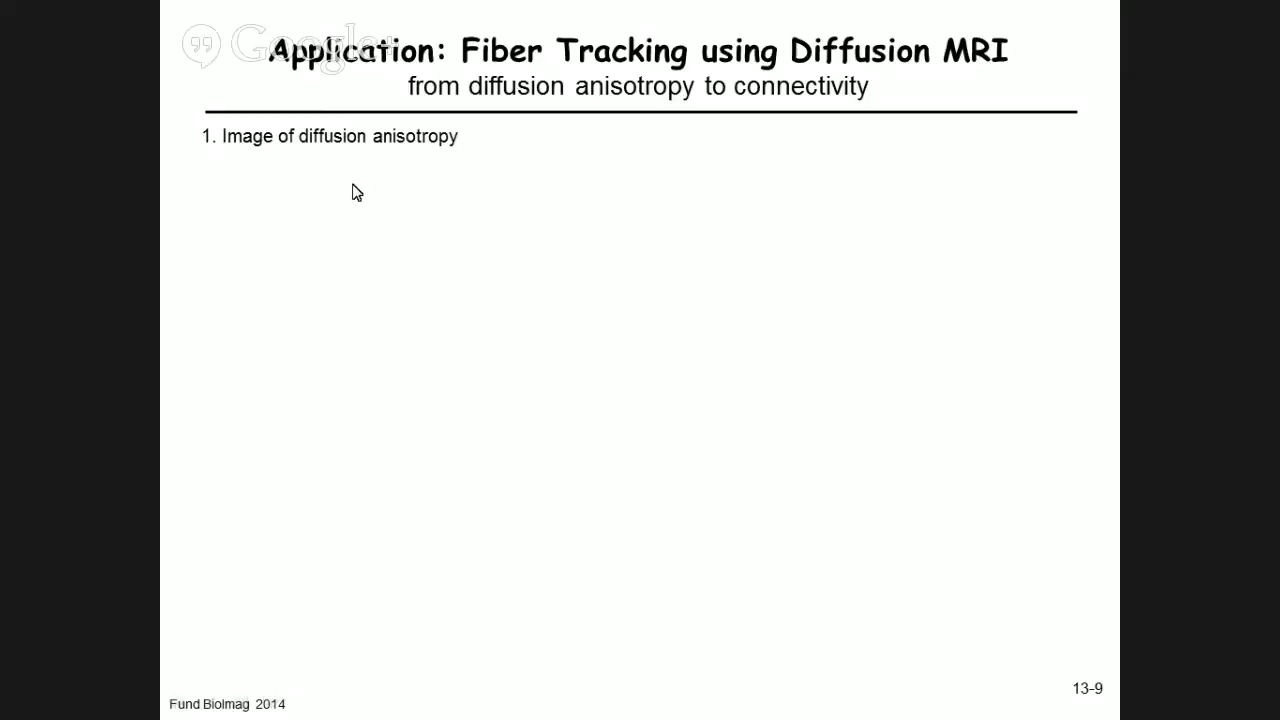 Google+
Application: Fiber Tracking using Diffusion MRI
from diffusion anisotropy to connectivity
1. Image of diffusion anisotropy
13-9
Fund BioImag 2014